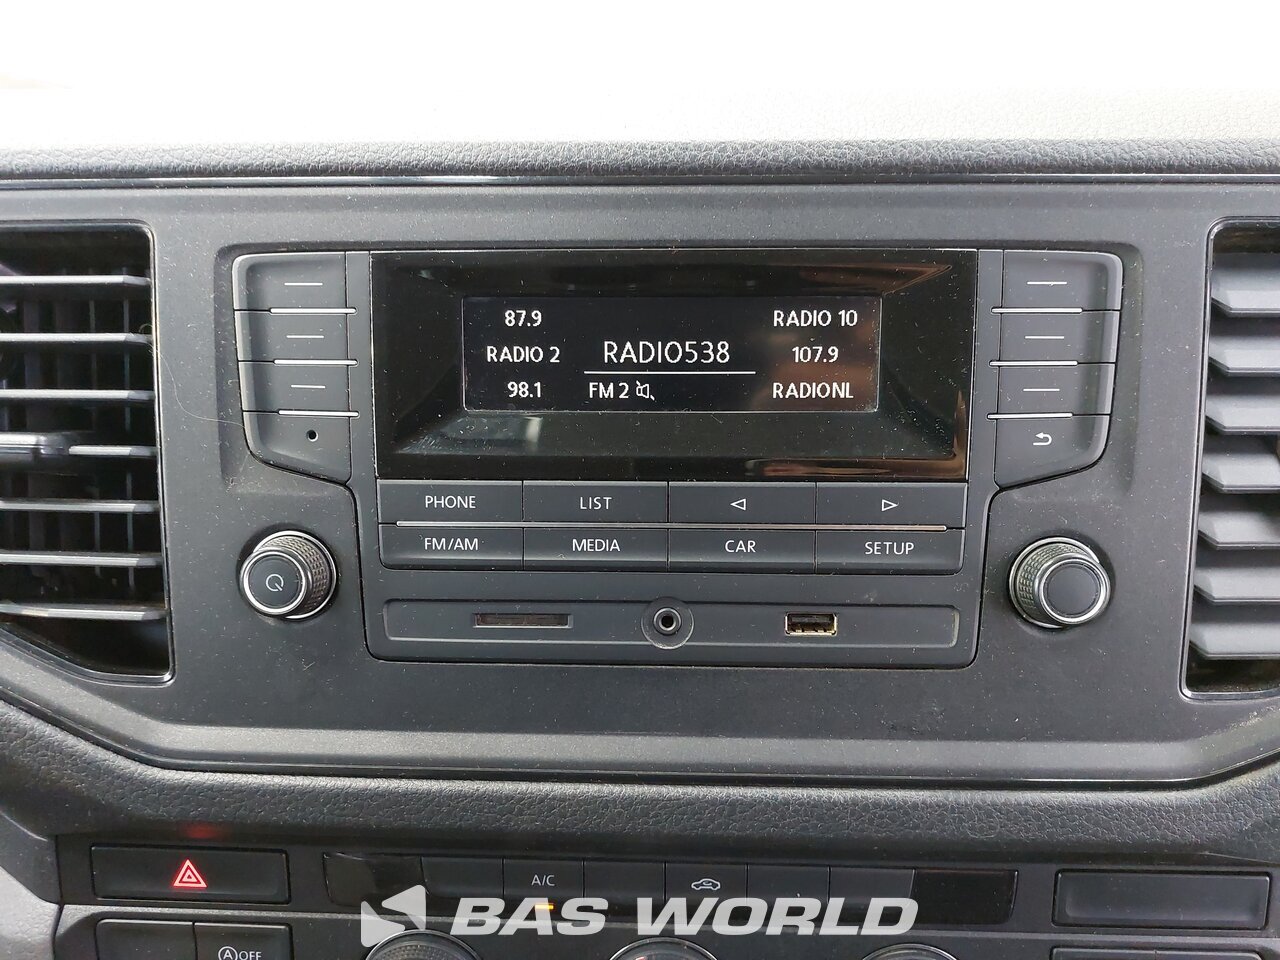 87.9
RADIO 10
RADIO 2
RADIO538
107.9
98.1
FM 2
RADIONL
PHONE
LIST
FM/AM
MEDIA
CAR
SETUP
A/C
BAS WORLD
A OFF